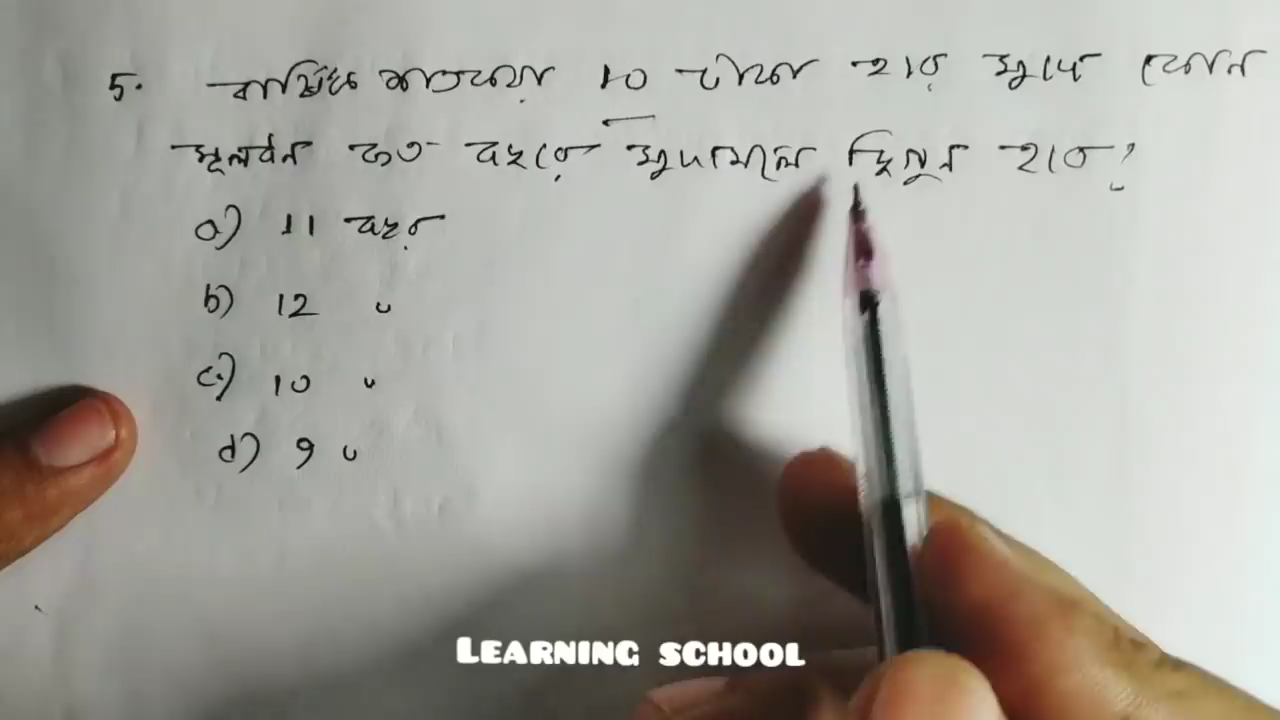 5. বার্ষিক শতকরা 10 টাকা হার সুদে কোন
মূলধন কত বছরে সুদেমূলে দ্বিগুন হবে?
a) 11 বছর
b) 12 "
c) 10 "
d) 9 "
LEARNING SCHOOL